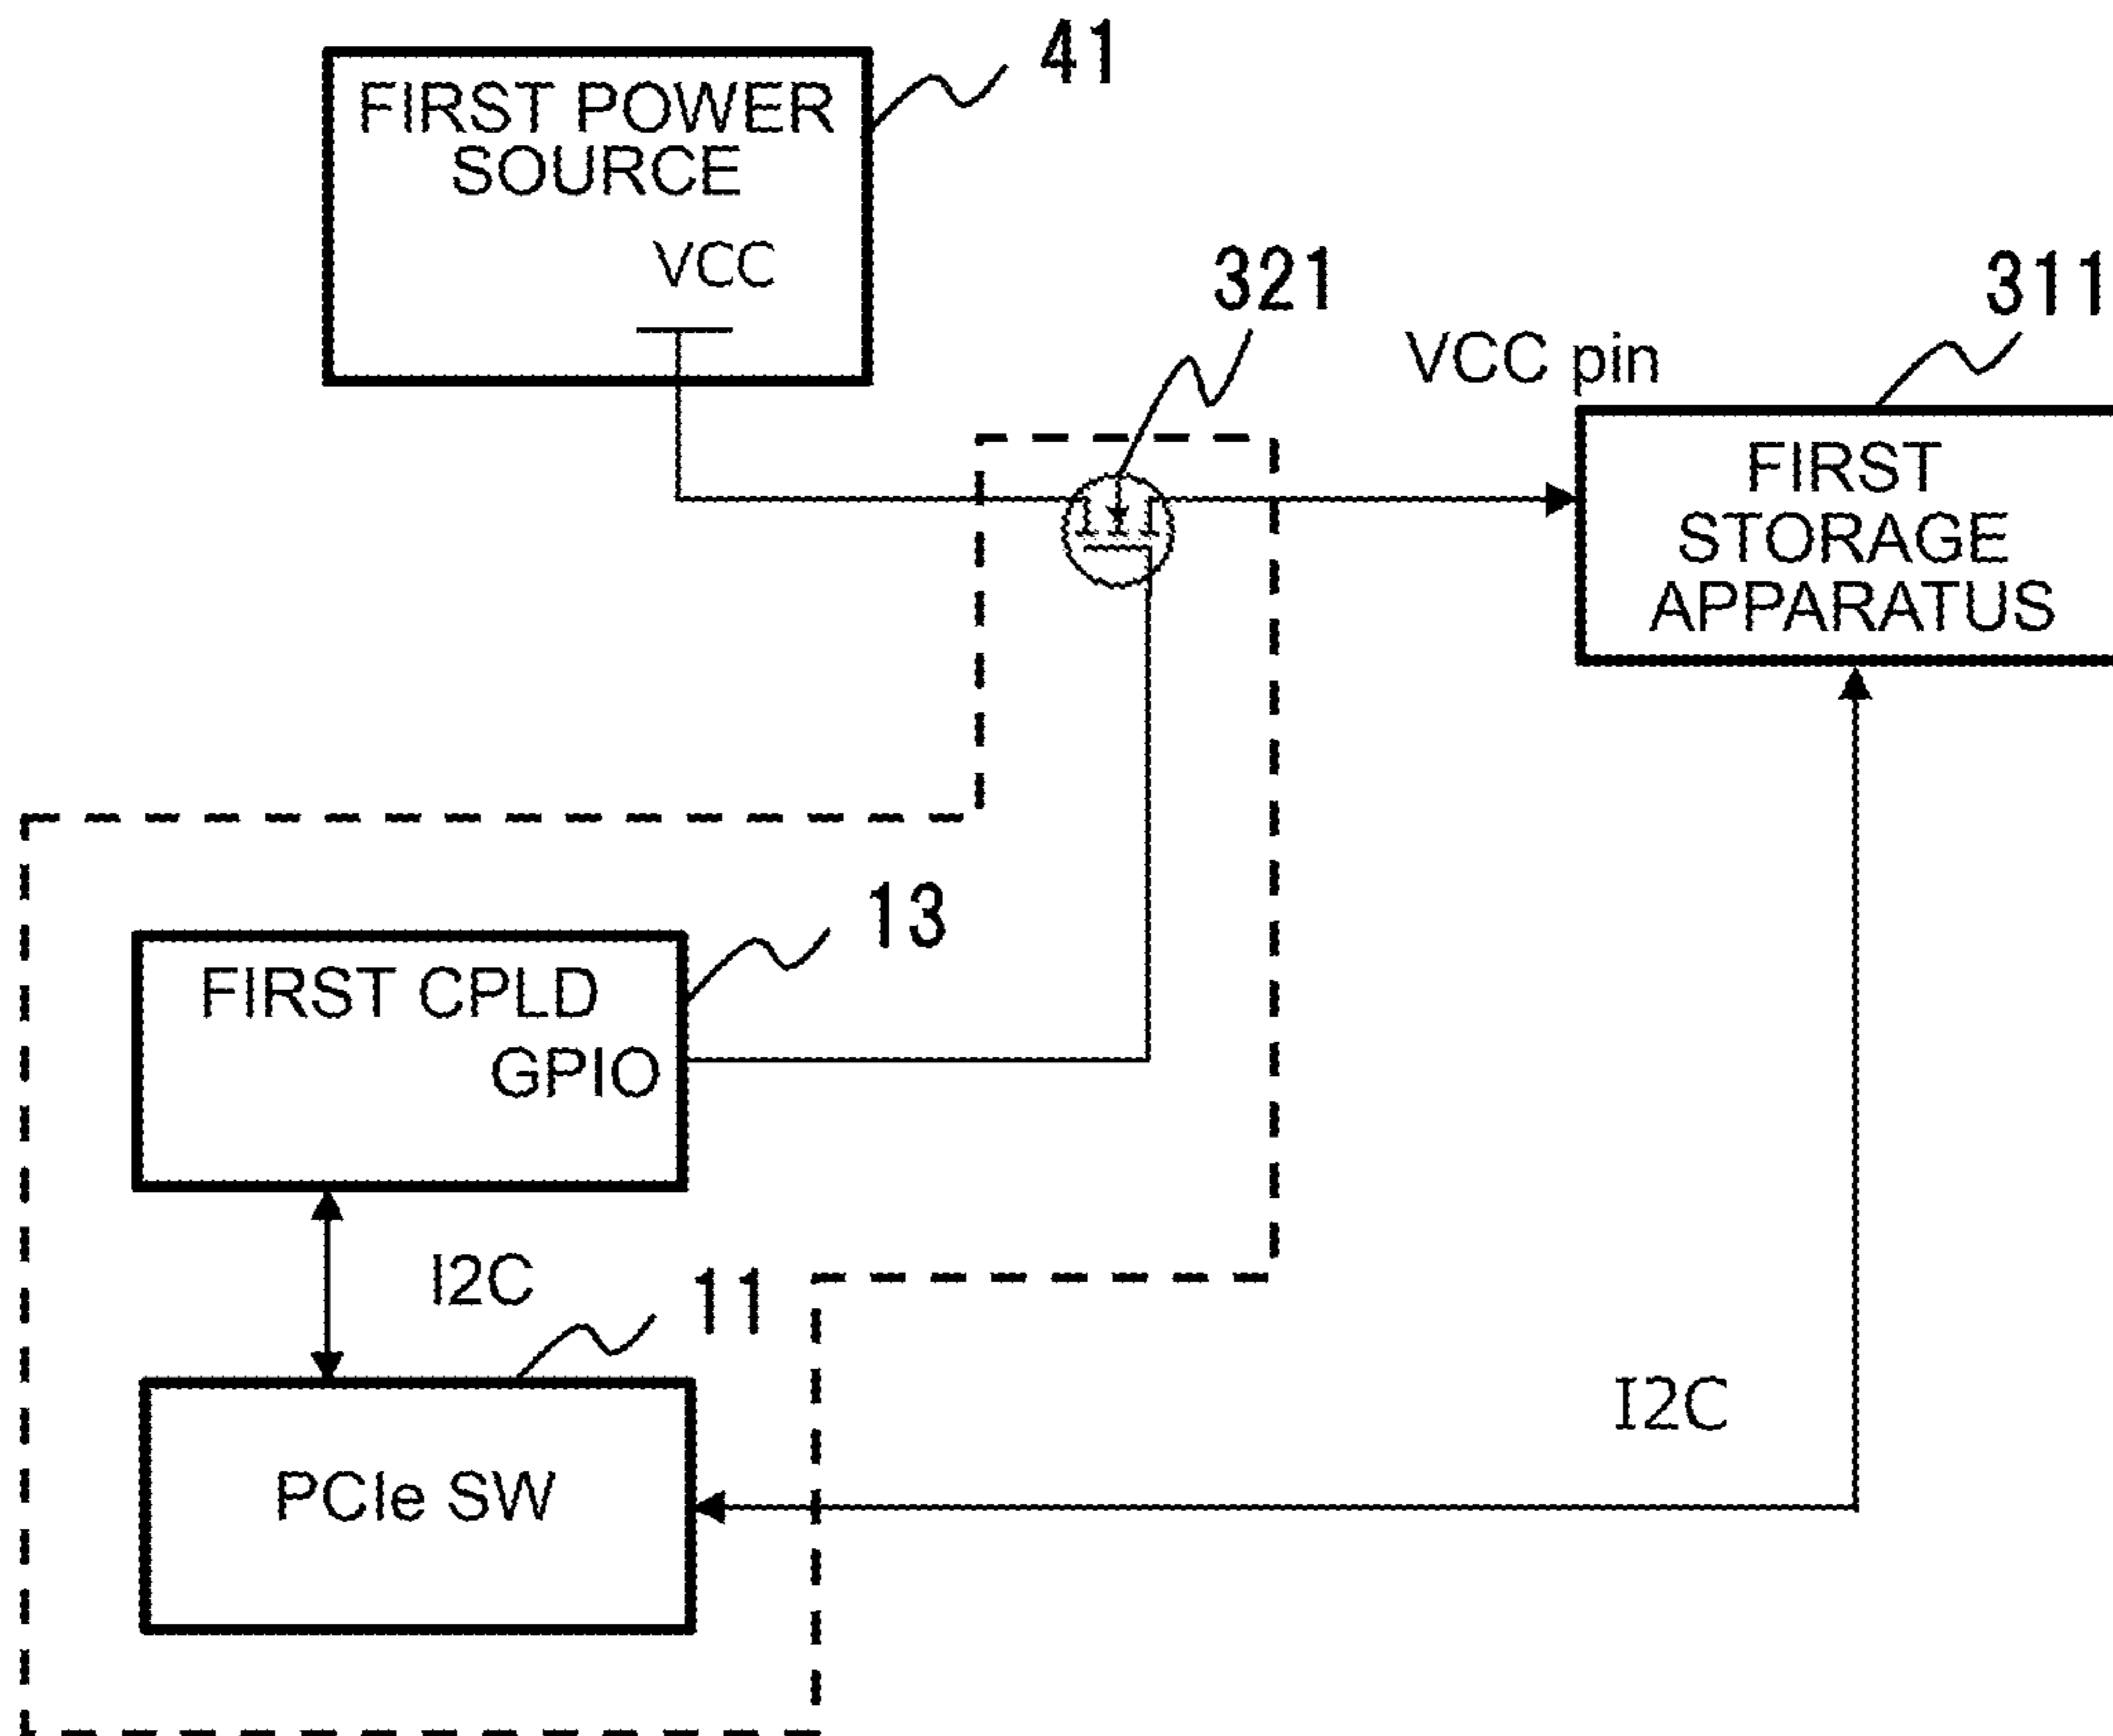 41
FIRST POWER
SOURCE
VCC
321
311
VCC pin
FIRST
STORAGE
APPARATUS
13
FIRST CPLD
GPIO
I2C
11
I2C
PCIe SW